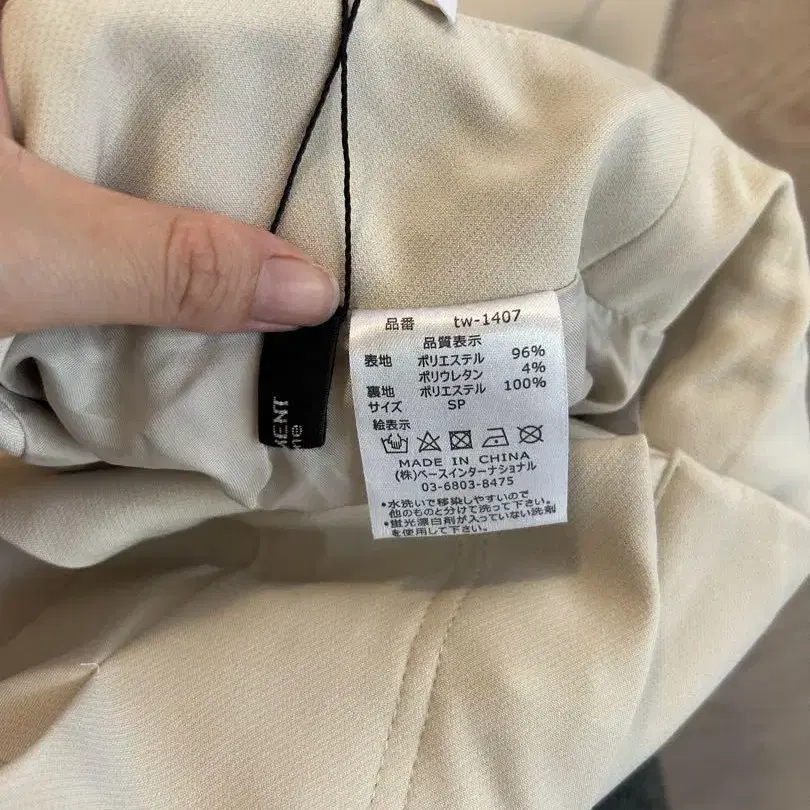 品番 tw-1407
品質表示
表地 ポリエステル 96%
ポリウレタン 4%
裏地 ポリエステル 100%
サイズ SP
絵表示
MADE IN CHINA
(株)ベースインターナショナル
03-6803-8475
•水洗いで移染しやすいので
他のものと分けて洗って下さい。
•蛍光漂白剤が入っていない洗剤
を使用して下さい。
MENT
me